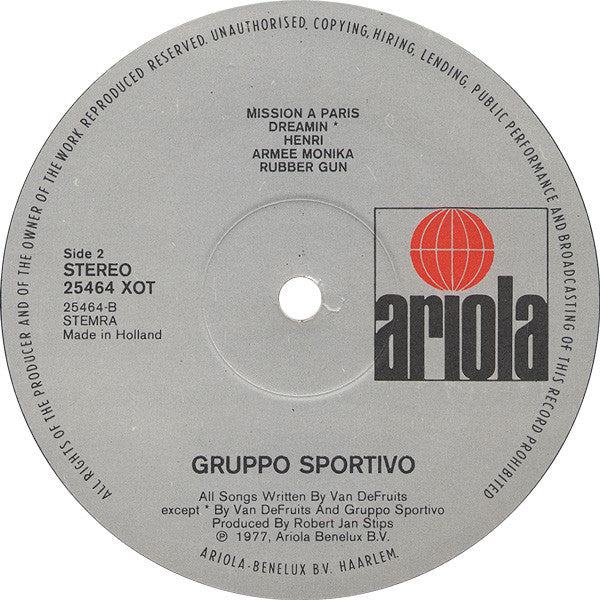 ALL RIGHTS OF THE PRODUCER AND OF THE OWNER OF THE WORK REPRODUCED RESERVED. UNAUTHORISED, COPYING, HIRING, LENDING, PUBLIC PERFORMANCE AND BROADCASTING OF THIS RECORD PROHIBITED
MISSION A PARIS
DREAMIN *
HENRI
ARMEE MONIKA
RUBBER GUN
Side 2
STEREO
25464 XOT
25464-B
STEMRA
Made in Holland
ariola
GRUPPO SPORTIVO
All Songs Written By Van DeFruits
except * By Van DeFruits And Gruppo Sportivo
Produced By Robert Jan Stips
℗ 1977, Ariola Benelux B.V.
ARIOLA-BENELUX B.V. HAARLEM.